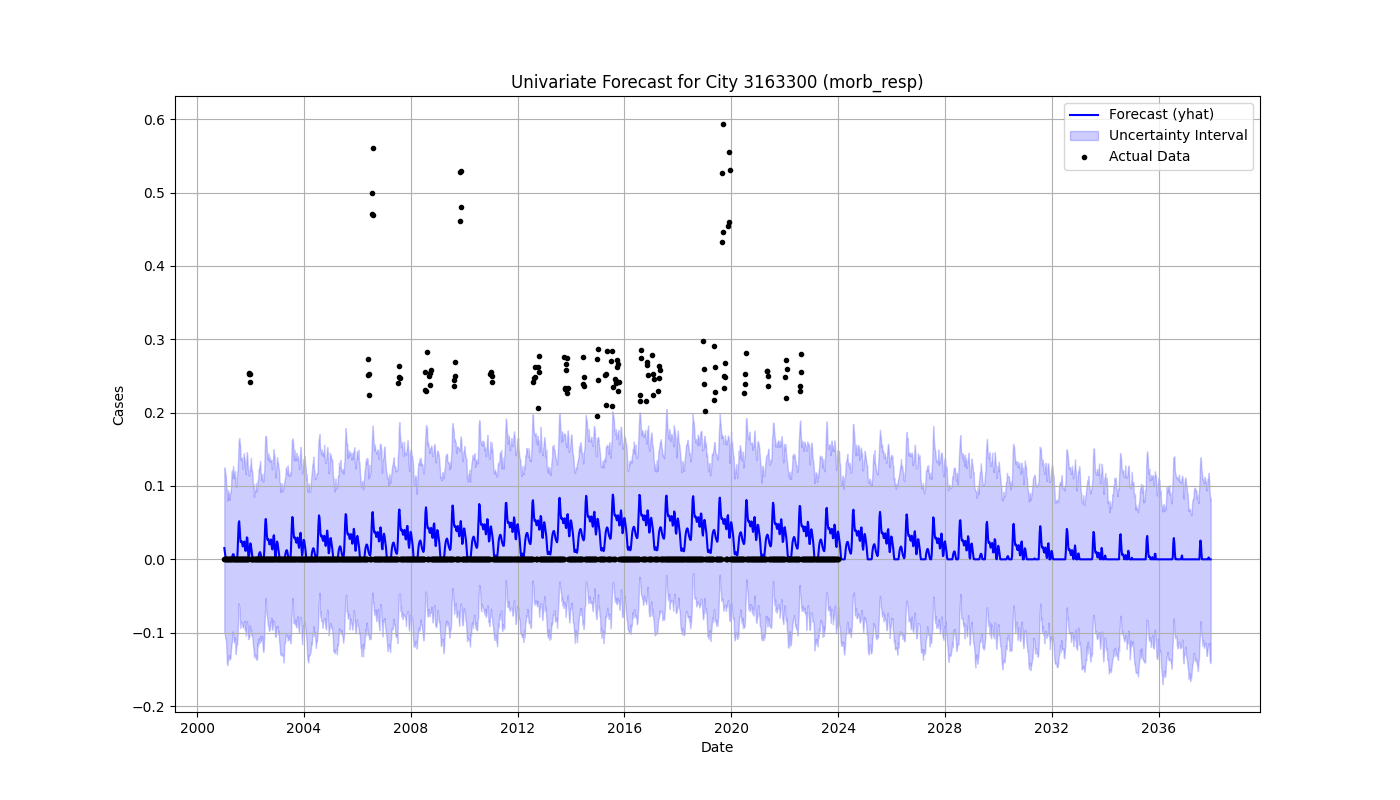 Univariate Forecast for City 3163300 (morb_resp)
Forecast (yhat)
Uncertainty Interval
Actual Data
0.6
0.5
0.4
0.3
0.2
0.1
0.0
−0.1
−0.2
Cases
2000 2004 2008 2012 2016 2020 2024 2028 2032 2036
Date